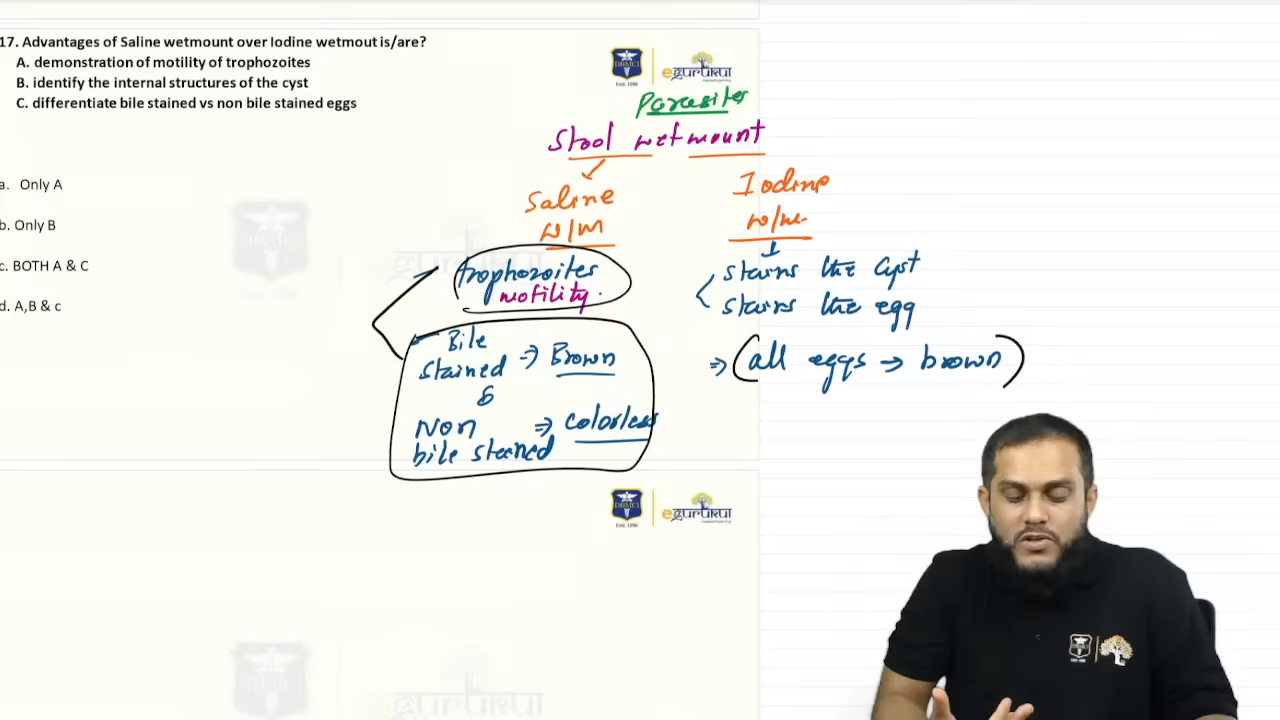 17. Advantages of Saline wetmount over Iodine wetmout is/are?
A. demonstration of motility of trophozoites
B. identify the internal structures of the cyst
C. differentiate bile stained vs non bile stained eggs
a. Only A
b. Only B
c. BOTH A & C
d. A,B & c
DBMCI
eGurukul
Parasites
Stool wetmount
Saline
w/m
Iodine
w/m
trophozoites
motility.
stains the cyst
stains the egg
Bile
stained ⇒ Brown
&
Non ⇒ colorless
bile stained
⇒ (all eggs → brown)
DBMCI
eGurukul